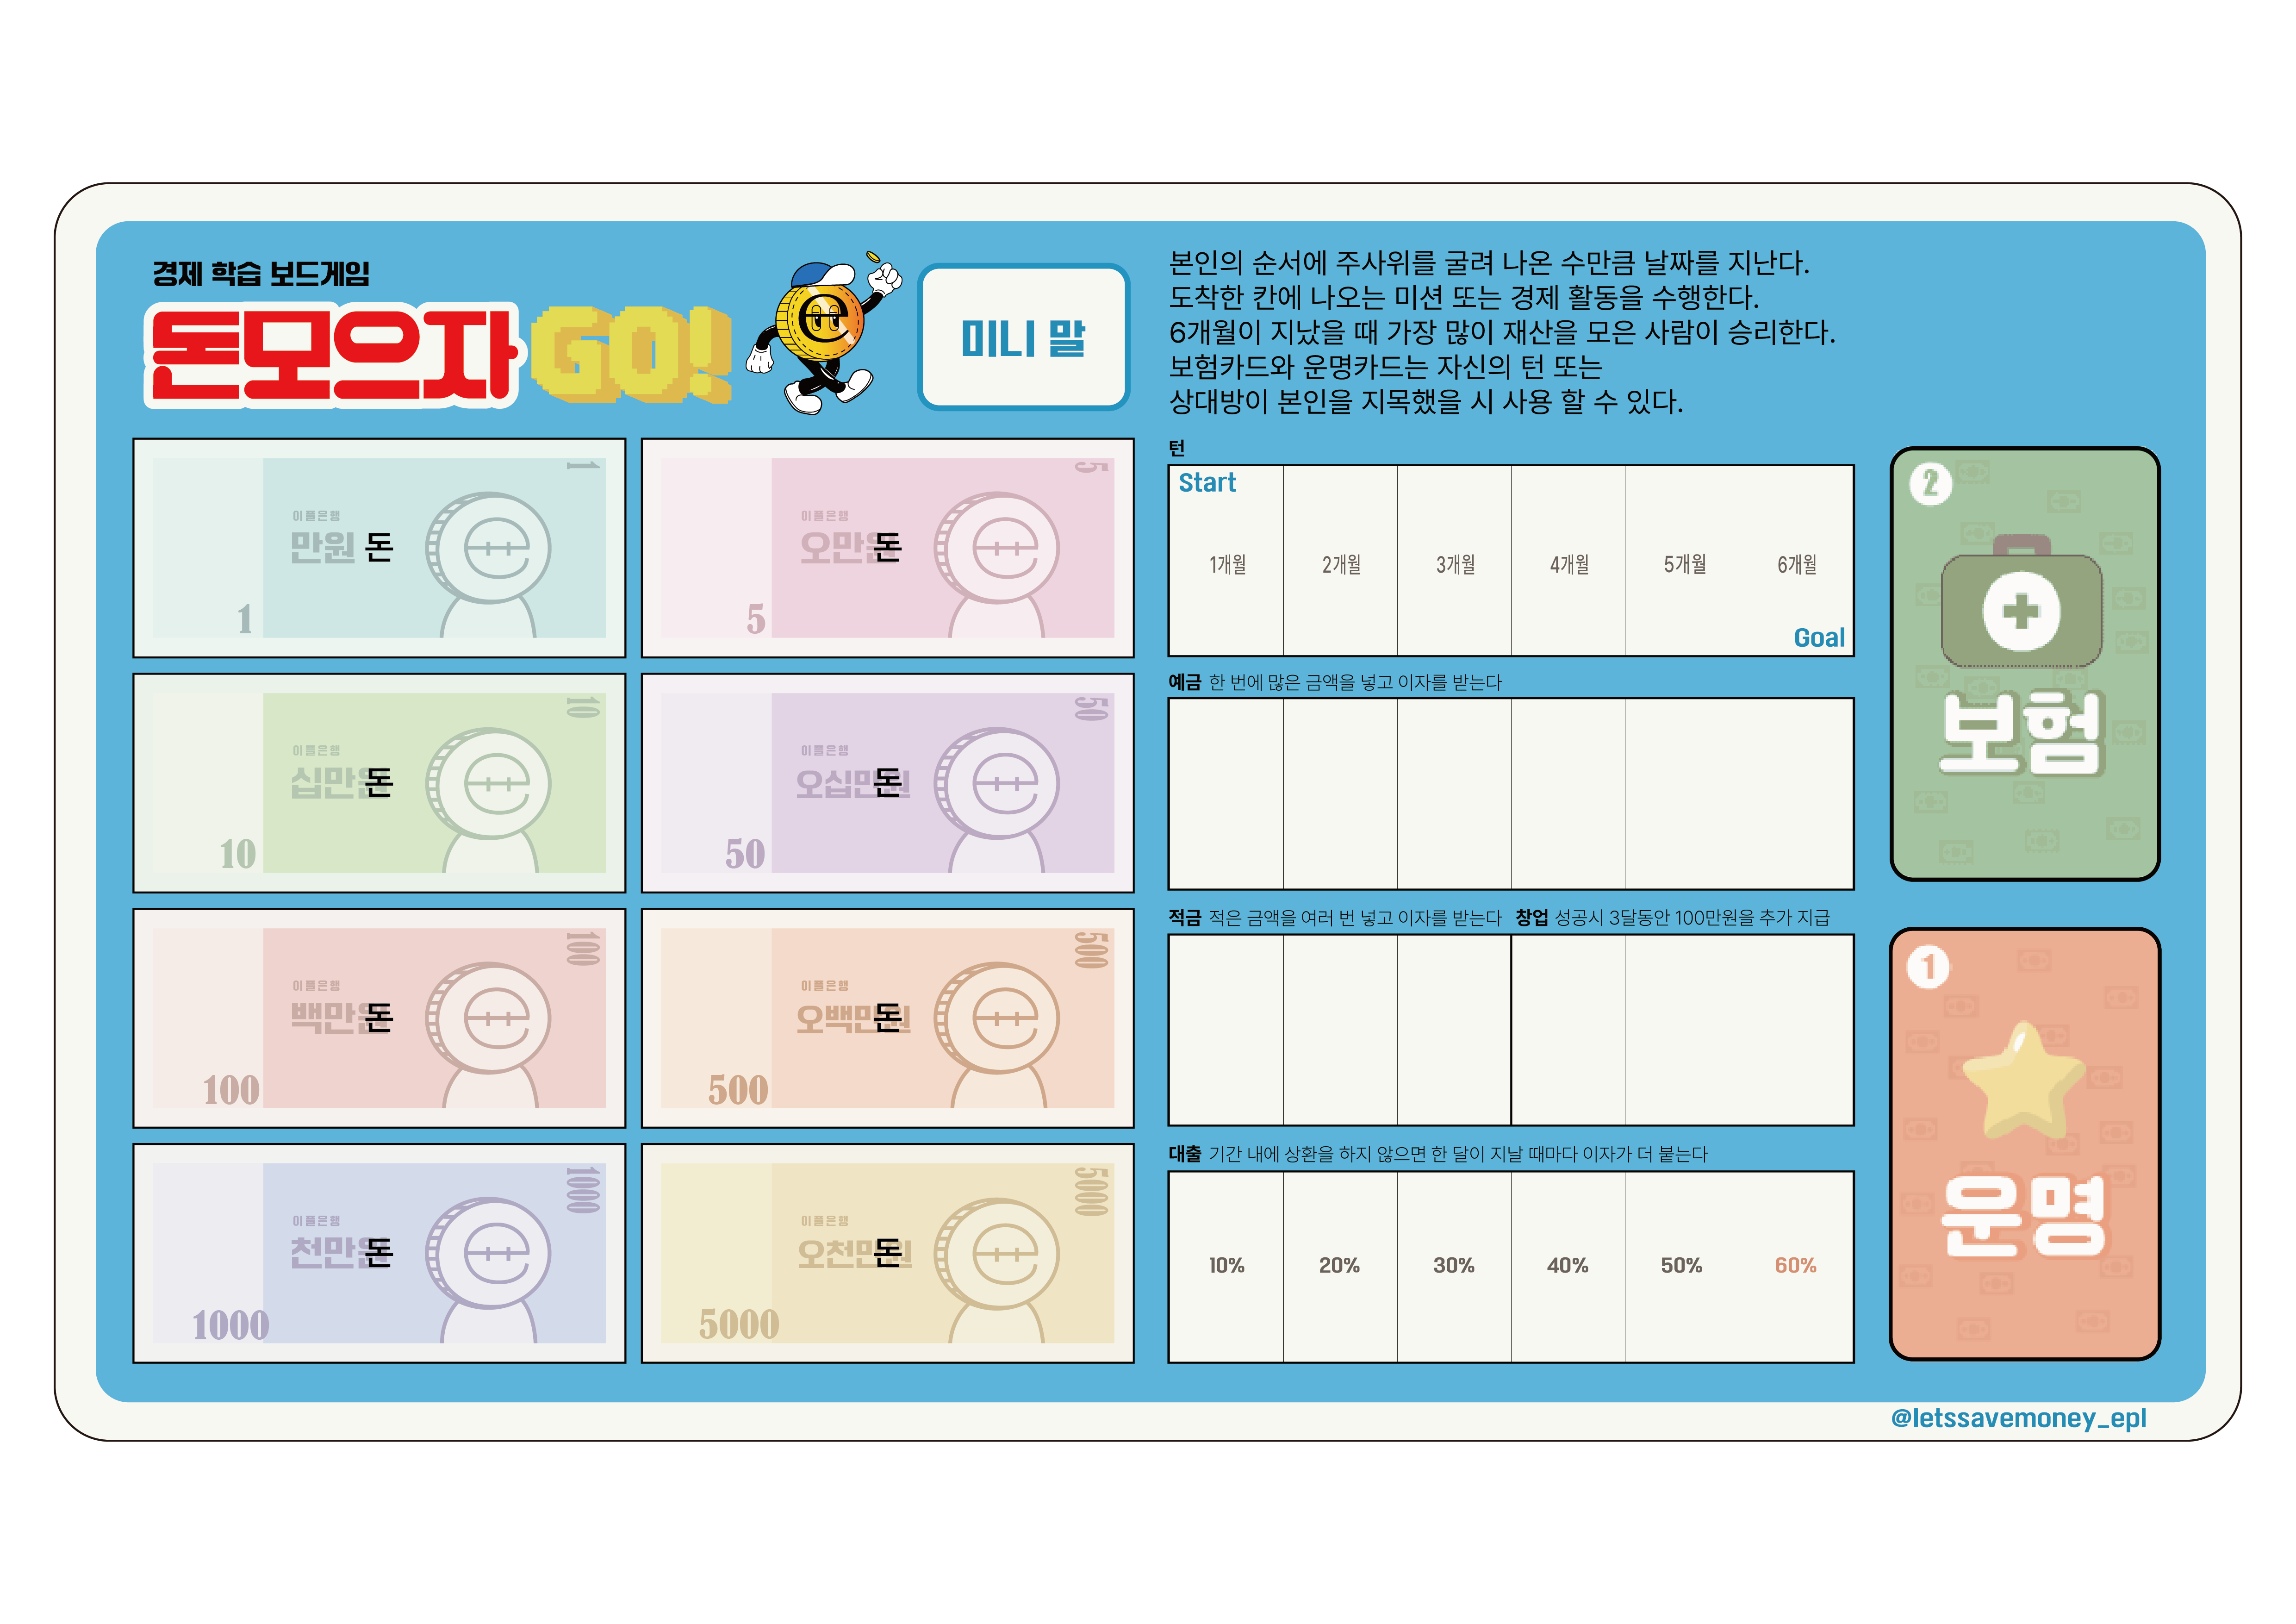 경제 학습 보드게임
돈모으자 GO!
미니 말
본인의 순서에 주사위를 굴려 나온 수만큼 날짜를 지난다.
도착한 칸에 나오는 미션 또는 경제 활동을 수행한다.
6개월이 지났을 때 가장 많이 재산을 모은 사람이 승리한다.
보험카드와 운명카드는 자신의 턴 또는
상대방이 본인을 지목했을 시 사용 할 수 있다.
1
이플은행
만원 돈
1
5
이플은행
오만원 돈
5
10
이플은행
십만원 돈
10
50
이플은행
오십만원 돈
50
100
이플은행
백만원 돈
100
500
이플은행
오백만원 돈
500
1000
이플은행
천만원 돈
1000
5000
이플은행
오천만원 돈
5000
턴
Start
1개월 2개월 3개월 4개월 5개월 6개월
Goal
예금 한 번에 많은 금액을 넣고 이자를 받는다
적금 적은 금액을 여러 번 넣고 이자를 받는다 창업 성공시 3달동안 100만원을 추가 지급
대출 기간 내에 상환을 하지 않으면 한 달이 지날 때마다 이자가 더 붙는다
10% 20% 30% 40% 50% 60%
2
보험
1
운명
@letssavemoney_epl